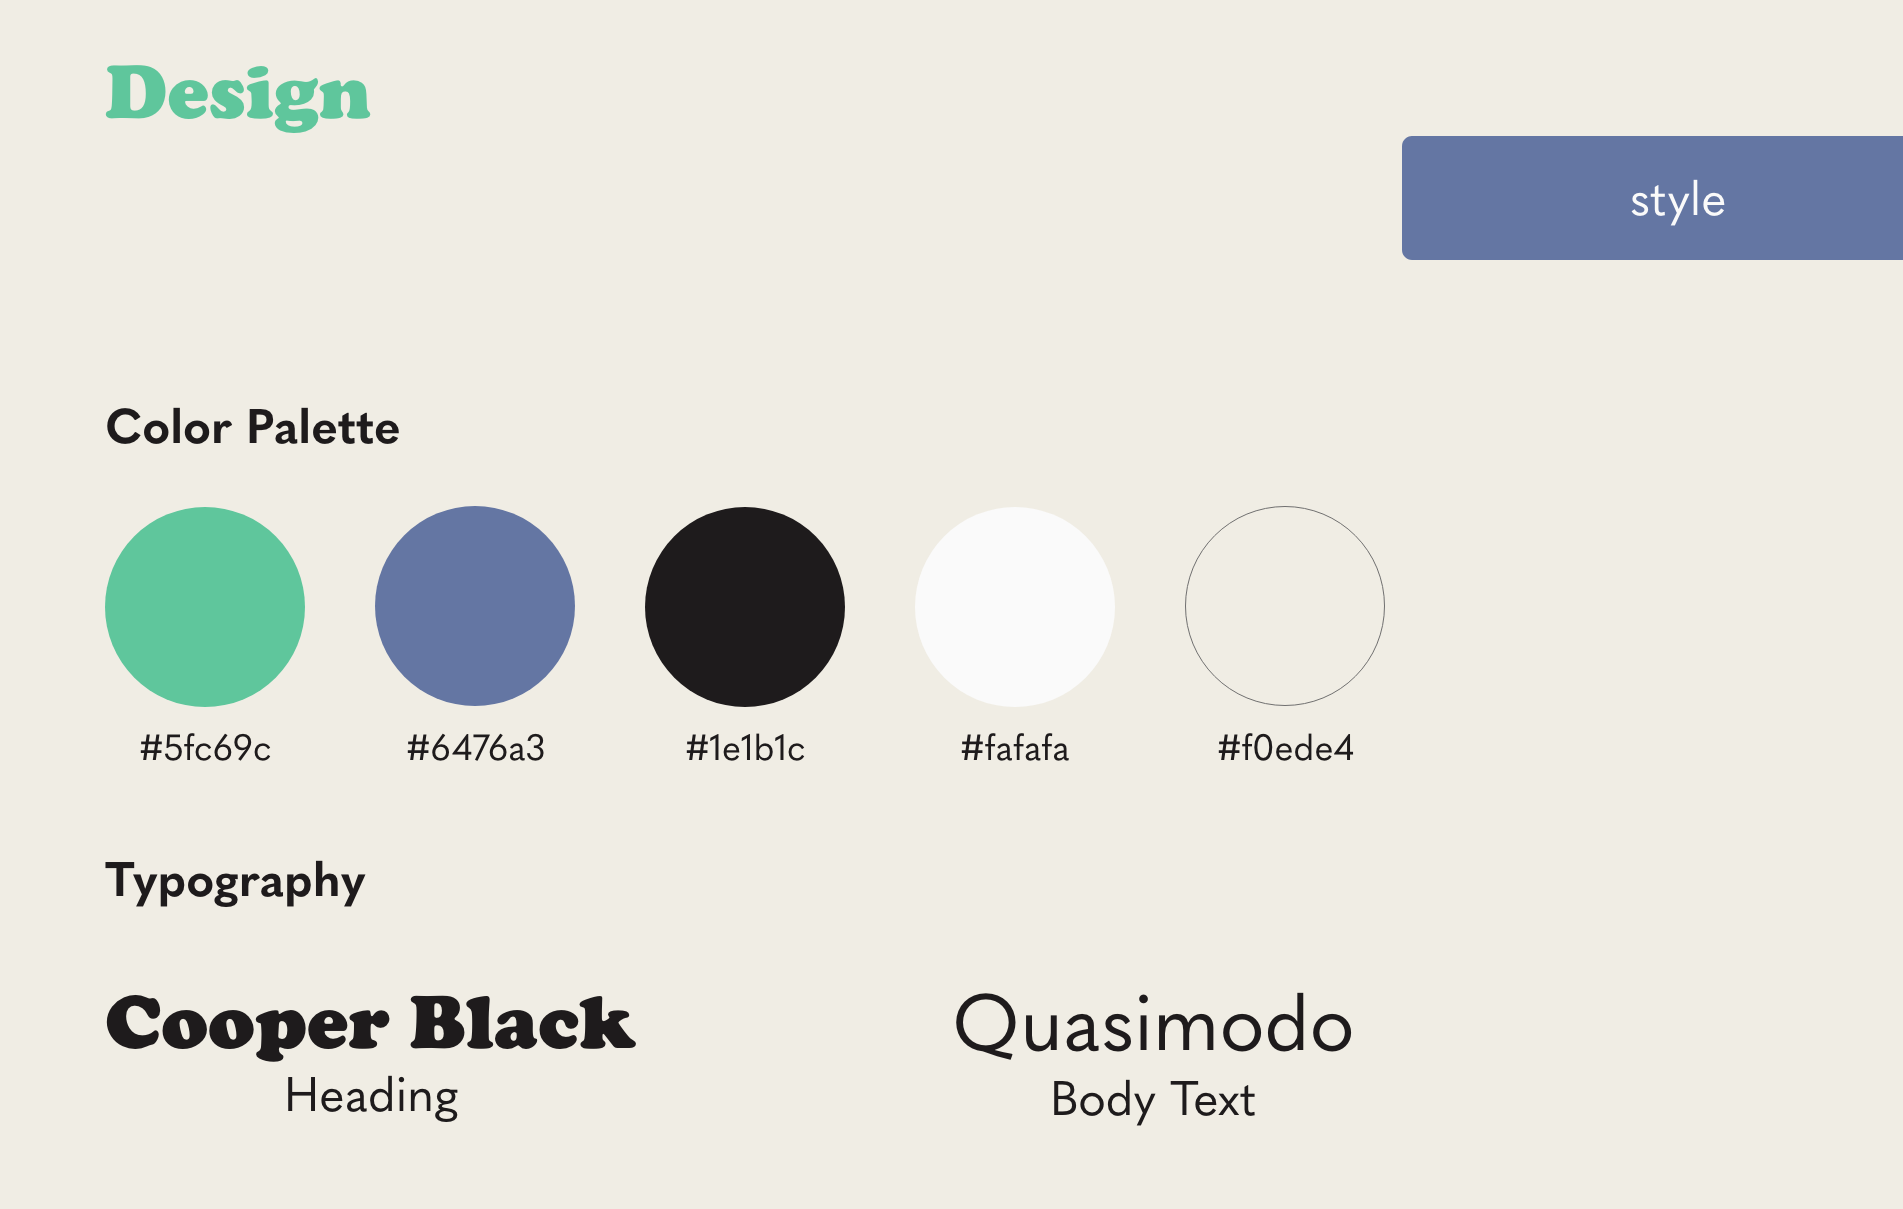 Design
style
Color Palette
#5fc69c #6476a3 #1e1b1c #fafafa #f0ede4
Typography
Cooper Black Quasimodo
Heading Body Text